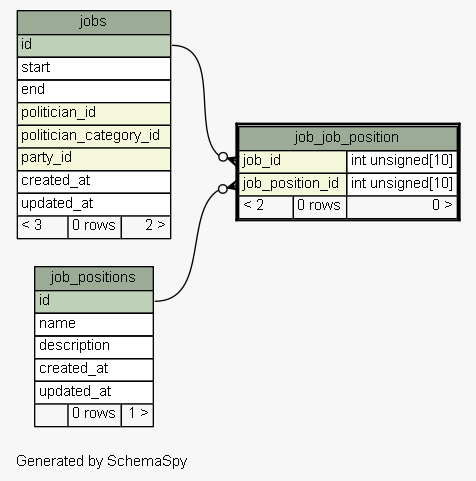 jobs
id
start
end
politician_id
politician_category_id
party_id
created_at
updated_at
< 3 0 rows 2 >
job_job_position
job_id int unsigned[10]
job_position_id int unsigned[10]
< 2 0 rows 0 >
job_positions
id
name
description
created_at
updated_at
0 rows 1 >
Generated by SchemaSpy